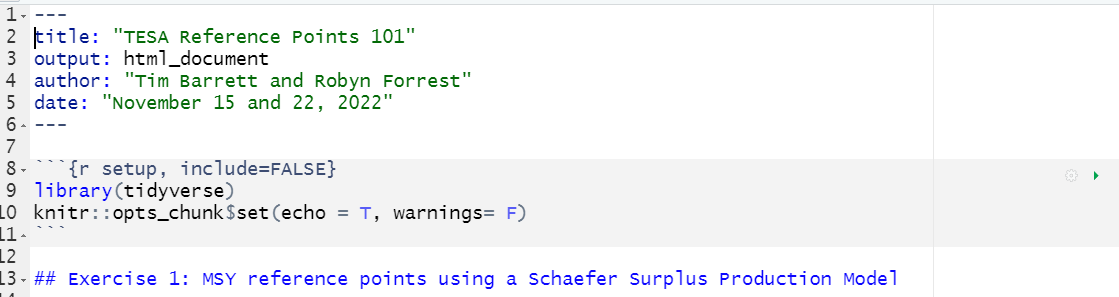 1 ---
2 title: "TESA Reference Points 101"
3 output: html_document
4 author: "Tim Barrett and Robyn Forrest"
5 date: "November 15 and 22, 2022"
6 ---
7
8 ```{r setup, include=FALSE}
9 library(tidyverse)
10 knitr::opts_chunk$set(echo = T, warnings= F)
11 ```
12
13 ## Exercise 1: MSY reference points using a Schaefer Surplus Production Model